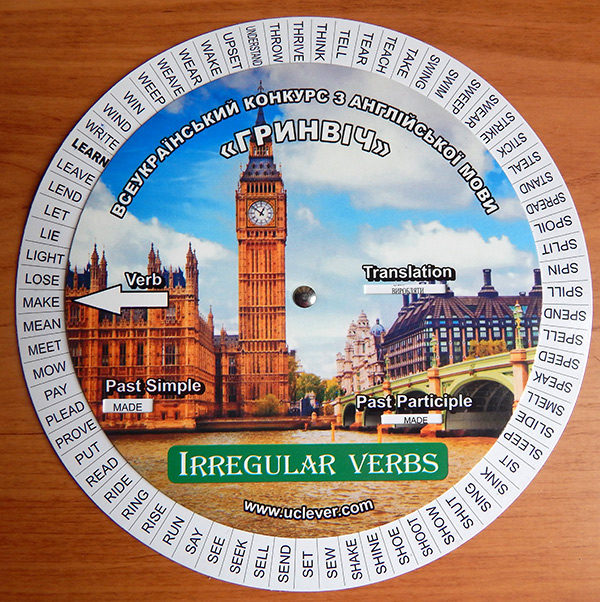 ВСЕУКРАЇНСЬКИЙ КОНКУРС З АНГЛІЙСЬКОЇ МОВИ
«ГРИНВІЧ»
Verb
Translation
ВИРОБЛЯТИ
Past Simple
MADE
Past Participle
MADE
IRREGULAR VERBS
www.uclever.com
LEARN
WRITE
WIND
WIN
WEEP
WEAVE
WEAR
WAKE
UPSET
UNDERSTAND
THROW
THRIVE
THINK
TELL
TEAR
TEACH
TAKE
SWING
SWIM
SWEEP
SWEAR
STRIKE
STICK
STEAL
STAND
SPREAD
SPOIL
SPLIT
SPIN
SPILL
SPEND
SPELL
SPEED
SPEAK
SMELL
SLIDE
SLEEP
SIT
SINK
SING
SHUT
SHOW
SHOOT
SHOE
SHINE
SHAKE
SEW
SET
SEND
SELL
SEEK
SEE
SAY
RUN
RISE
RING
RIDE
READ
PUT
PROVE
PLEAD
PAY
MOW
MEET
MEAN
MAKE
LOSE
LIGHT
LIE
LET
LEND
LEAVE